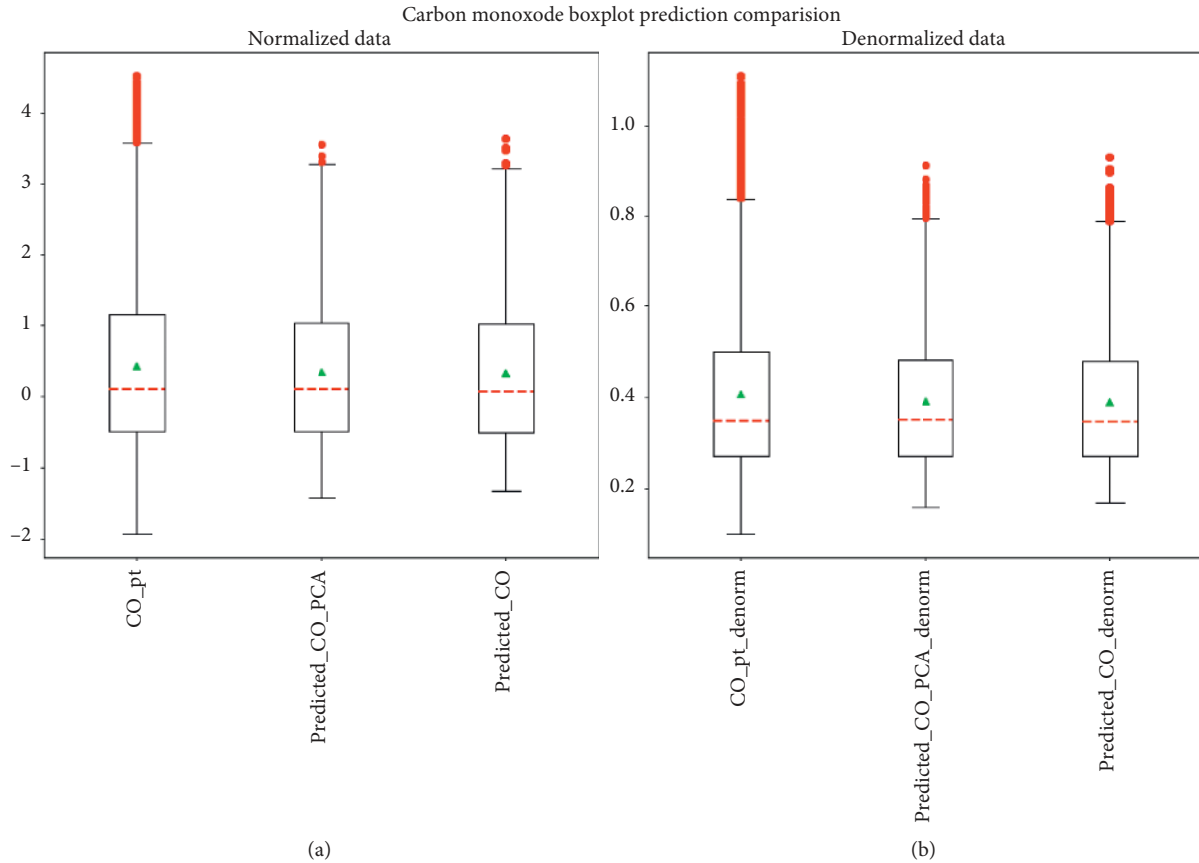 Carbon monoxode boxplot prediction comparision
Normalized data
4
3
2
1
0
–1
–2
CO_pt
Predicted_CO_PCA
Predicted_CO
(a)
Denormalized data
1.0
0.8
0.6
0.4
0.2
CO_pt_denorm
Predicted_CO_PCA_denorm
Predicted_CO_denorm
(b)